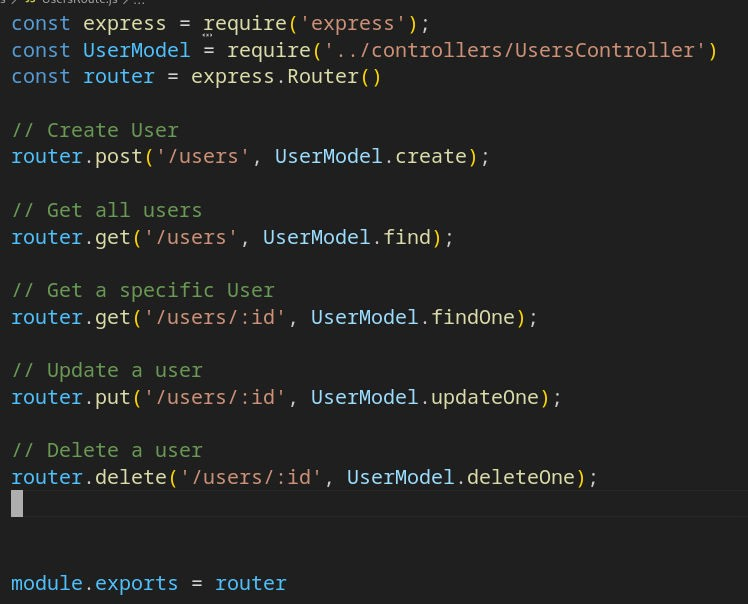 UsersRoute.js > ...
const express = require('express');
const UserModel = require('../controllers/UsersController')
const router = express.Router()
// Create User
router.post('/users', UserModel.create);
// Get all users
router.get('/users', UserModel.find);
// Get a specific User
router.get('/users/:id', UserModel.findOne);
// Update a user
router.put('/users/:id', UserModel.updateOne);
// Delete a user
router.delete('/users/:id', UserModel.deleteOne);
module.exports = router